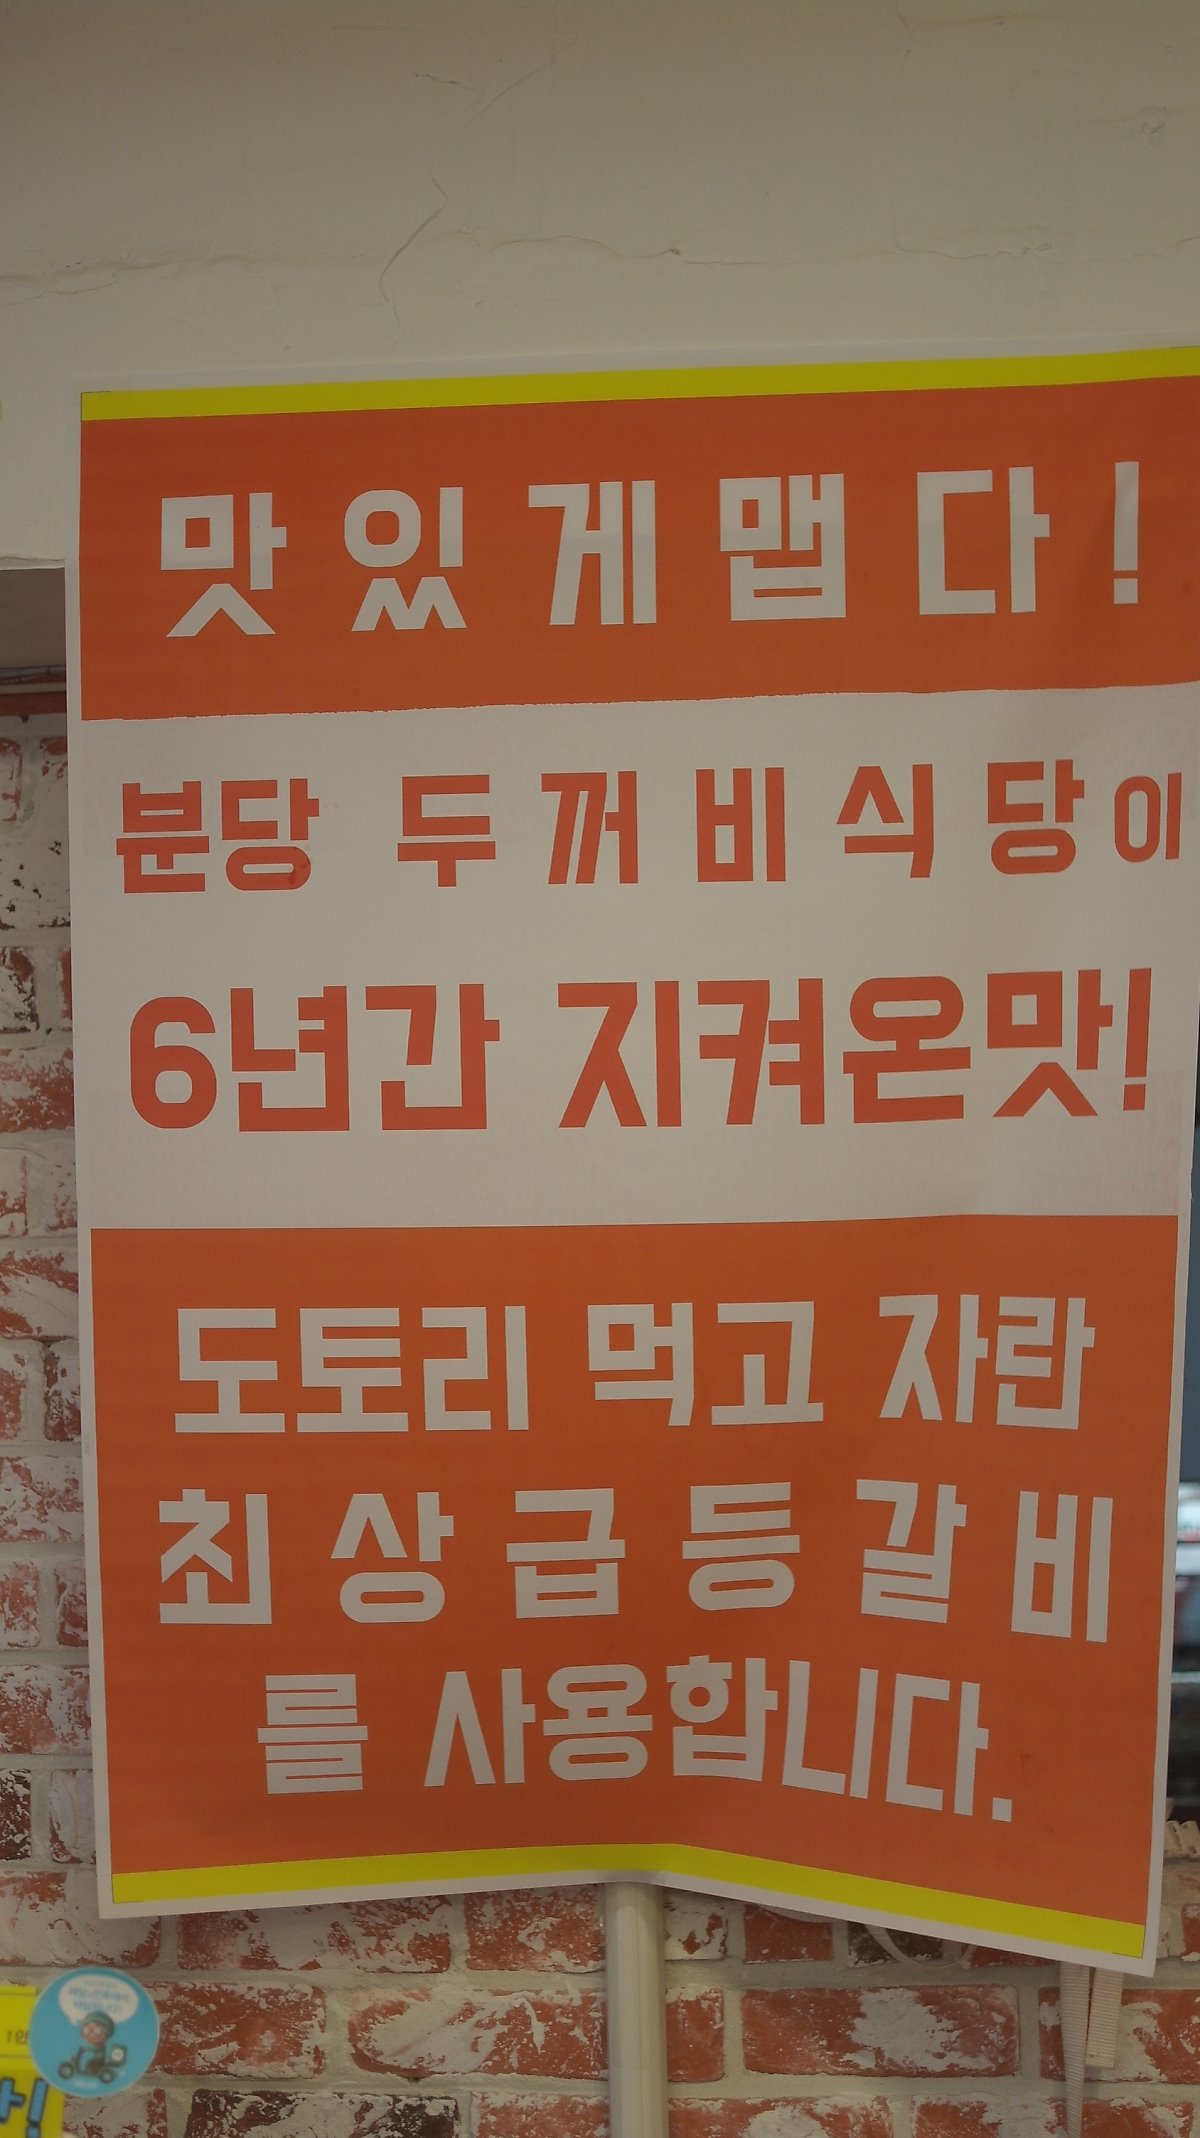 맛있게맵다!
분당 두꺼비식당이
6년간 지켜온맛!
도토리 먹고 자란
최상급등갈비
를 사용합니다.